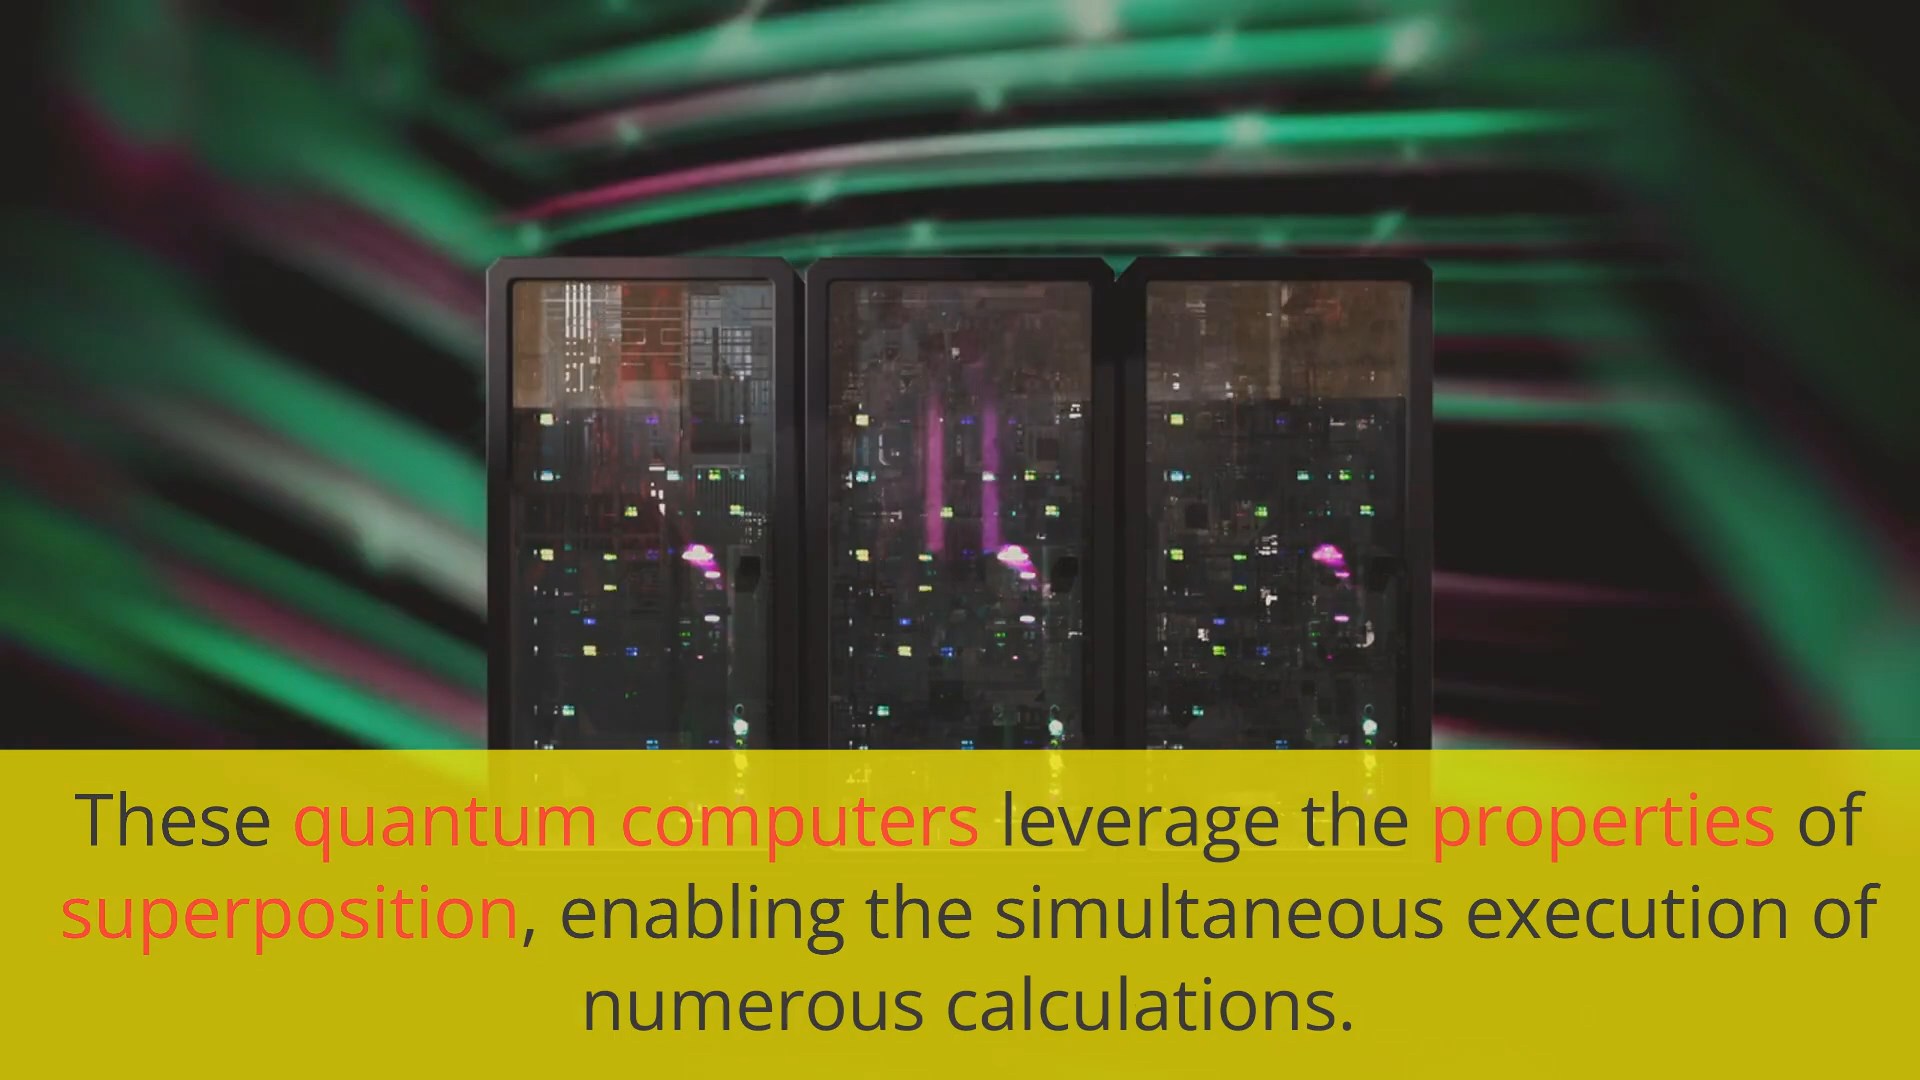 These quantum computers leverage the properties of
superposition, enabling the simultaneous execution of
numerous calculations.